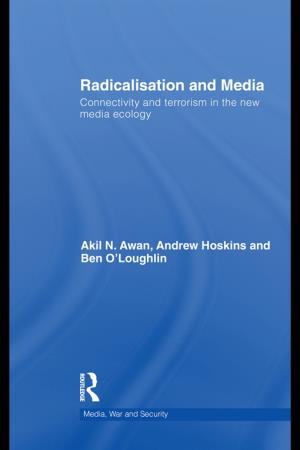 Radicalisation and Media
Connectivity and terrorism in the new
media ecology
Akil N. Awan, Andrew Hoskins and
Ben O'Loughlin
ROUTLEDGE
Media, War and Security